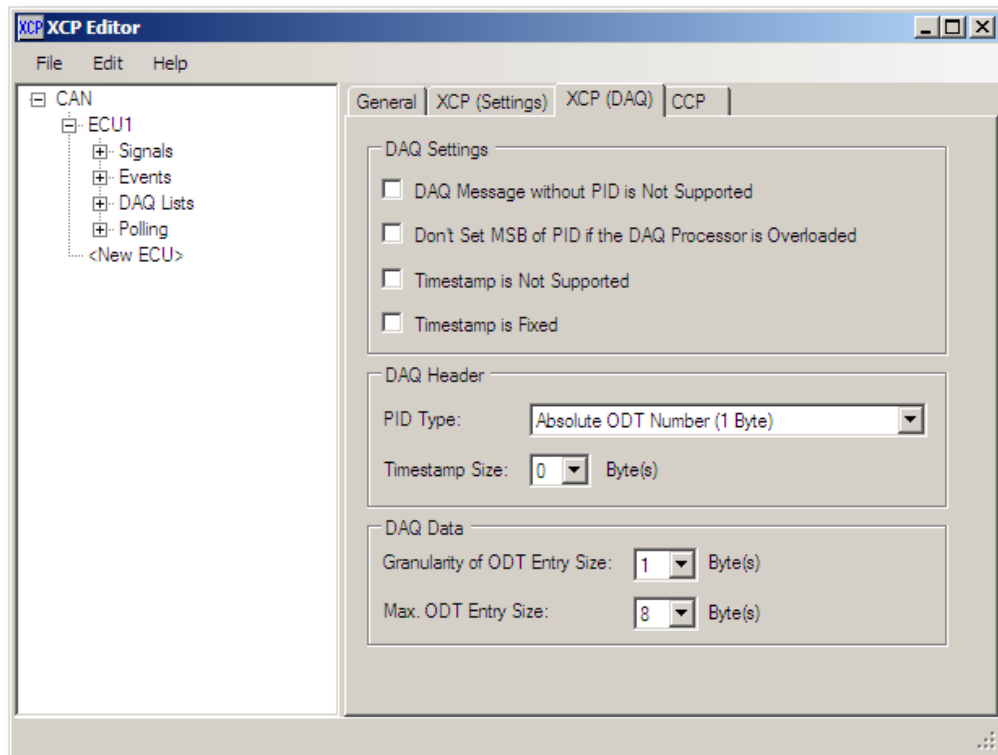 XCP XCP Editor
File Edit Help
CAN
ECU1
Signals
Events
DAQ Lists
Polling
<New ECU>
General XCP (Settings) XCP (DAQ) CCP
DAQ Settings
DAQ Message without PID is Not Supported
Don't Set MSB of PID if the DAQ Processor is Overloaded
Timestamp is Not Supported
Timestamp is Fixed
DAQ Header
PID Type: Absolute ODT Number (1 Byte)
Timestamp Size: 0 Byte(s)
DAQ Data
Granularity of ODT Entry Size: 1 Byte(s)
Max. ODT Entry Size: 8 Byte(s)